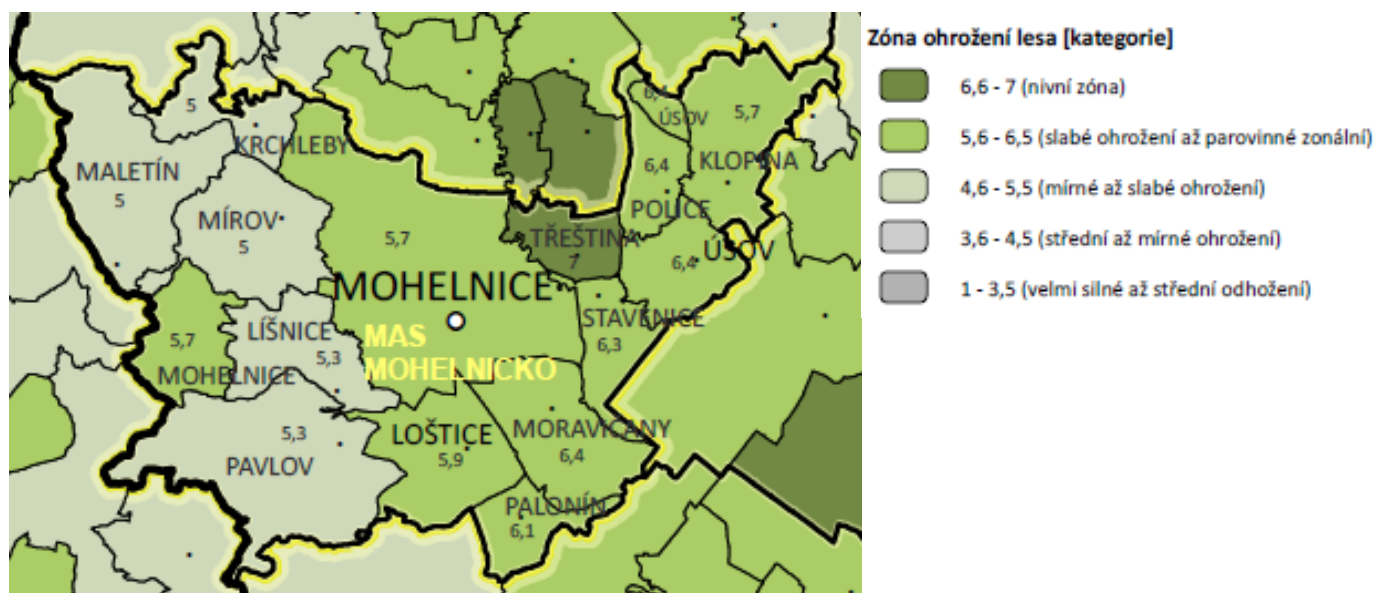 Zóna ohrožení lesa [kategorie]
6,6 - 7 (nivní zóna)
5,6 - 6,5 (slabé ohrožení až parovinné zonální)
4,6 - 5,5 (mírné až slabé ohrožení)
3,6 - 4,5 (střední až mírné ohrožení)
1 - 3,5 (velmi silné až střední odhožení)
5
6,4
ÚSOV
5,7
KRCHLEBY
MALETÍN
5
6,4
KLOPINA
MÍROV
5
5,7
POLICE
TŘEŠTINA
7
6,4
ÚSOV
MOHELNICE
LÍŠNICE
5,3
STAVENICE
6,3
MAS
MOHELNICKO
5,7
MOHELNICE
5,3
PAVLOV
LOŠTICE
5,9
MORAVIČANY
6,4
PALONÍN
6,1